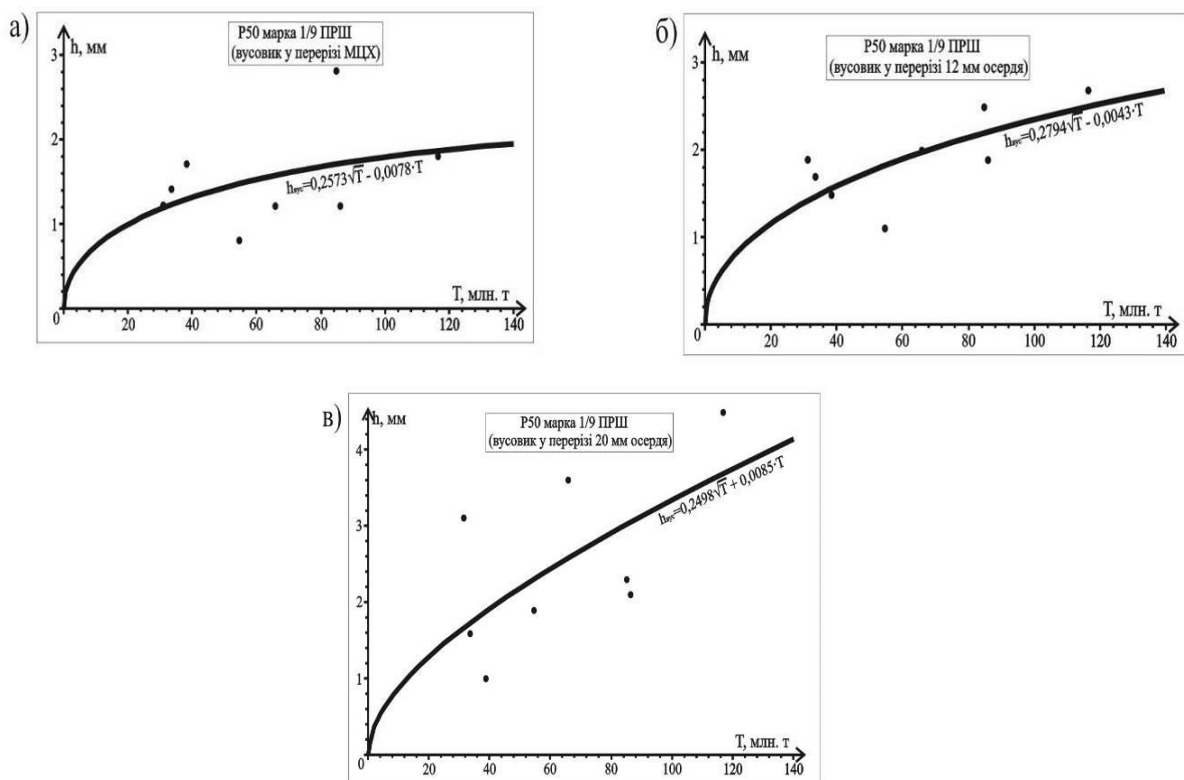 а)
h, мм
Р50 марка 1/9 ПРШ
(вусовик у перерізі МЦХ)
3
2
1
hвус=0,2573√T - 0,0078·T
T, млн. т
0 20 40 60 80 100 120 140
б)
h, мм
Р50 марка 1/9 ПРШ
(вусовик у перерізі 12 мм осердя)
3
2
1
hвус=0,2794√T - 0,0043·T
T, млн. т
0 20 40 60 80 100 120 140
в)
h, мм
Р50 марка 1/9 ПРШ
(вусовик у перерізі 20 мм осердя)
4
3
2
1
hвус=0,2498√T + 0,0085·T
T, млн. т
0 20 40 60 80 100 120 140